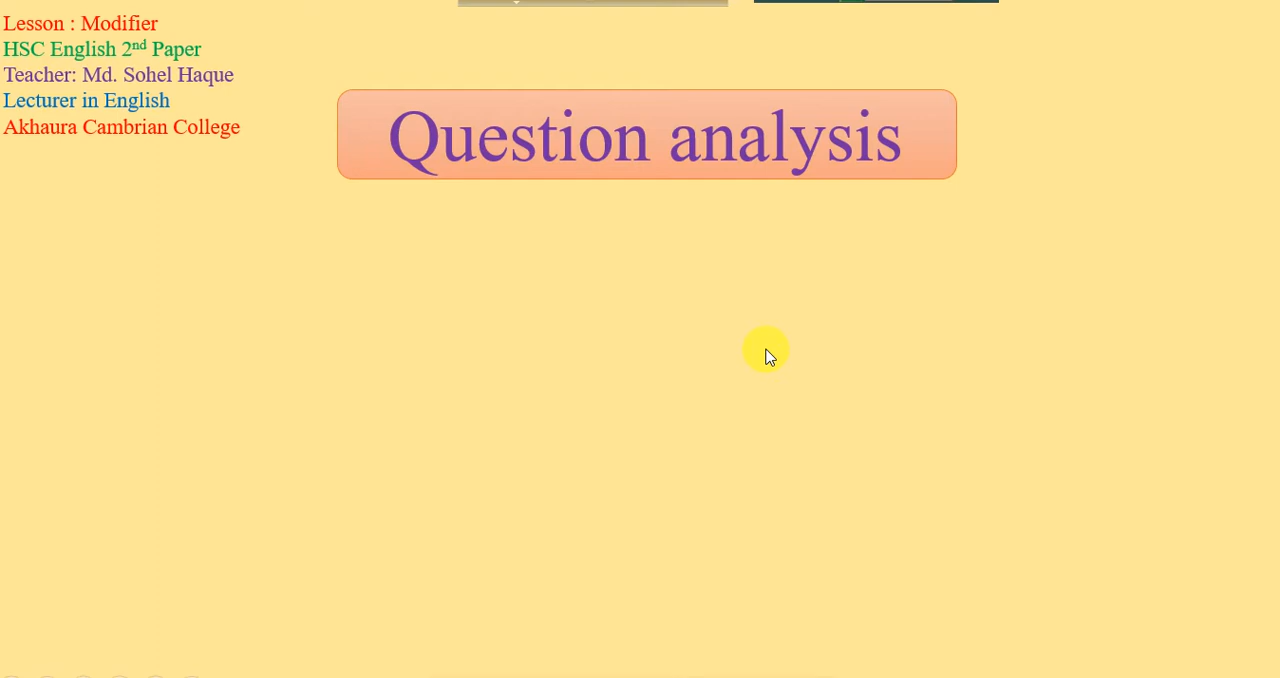 Lesson : Modifier
HSC English 2nd Paper
Teacher: Md. Sohel Haque
Lecturer in English
Akhaura Cambrian College
Question analysis